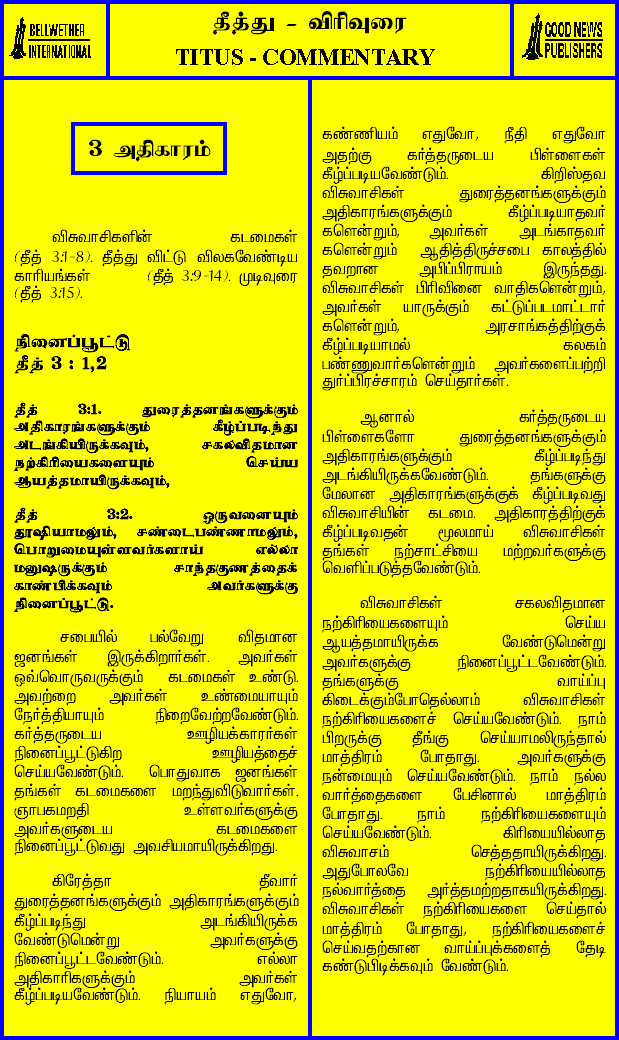 BELLWETHER
INTERNATIONAL
தீத்து - விரிவுரை
TITUS - COMMENTARY
GOOD NEWS
PUBLISHERS
3 அதிகாரம்
விசுவாசிகளின் கடமைகள்
(தீத் 3:1-8). தீத்து விட்டு விலகவேண்டிய
காரியங்கள் (தீத் 3:9-14). முடிவுரை
(தீத் 3:15).
நினைப்பூட்டு
தீத் 3 : 1,2
தீத் 3:1. துரைத்தனங்களுக்கும்
அதிகாரங்களுக்கும் கீழ்ப்படிந்து
அடங்கியிருக்கவும், சகலவிதமான
நற்கிரியைகளையும் செய்ய
ஆயத்தமாயிருக்கவும்,
தீத் 3:2. ஒருவனையும்
தூஷியாமலும், சண்டைபண்ணாமலும்,
பொறுமையுள்ளவர்களாய் எல்லா
மனுஷருக்கும் சாந்தகுணத்தைக்
காண்பிக்கவும் அவர்களுக்கு
நினைப்பூட்டு.
சபையில் பல்வேறு விதமான
ஜனங்கள் இருக்கிறார்கள். அவர்கள்
ஒவ்வொருவருக்கும் கடமைகள் உண்டு.
அவற்றை அவர்கள் உண்மையாயும்
நேர்த்தியாயும் நிறைவேற்றவேண்டும்.
கர்த்தருடைய ஊழியக்காரர்கள்
நினைப்பூட்டுகிற ஊழியத்தைச்
செய்யவேண்டும். பொதுவாக ஜனங்கள்
தங்கள் கடமைகளை மறந்துவிடுவார்கள்.
ஞாபகமறதி உள்ளவர்களுக்கு
அவர்களுடைய கடமைகளை
நினைப்பூட்டுவது அவசியமாயிருக்கிறது.
கிரேத்தா தீவார்
துரைத்தனங்களுக்கும் அதிகாரங்களுக்கும்
கீழ்ப்படிந்து அடங்கியிருக்க
வேண்டுமென்று அவர்களுக்கு
நினைப்பூட்டவேண்டும். எல்லா
அதிகாரிகளுக்கும் அவர்கள்
கீழ்ப்படியவேண்டும். நியாயம் எதுவோ,
கண்ணியம் எதுவோ, நீதி எதுவோ
அதற்கு கர்த்தருடைய பிள்ளைகள்
கீழ்ப்படியவேண்டும். கிறிஸ்தவ
விசுவாசிகள் துரைத்தனங்களுக்கும்
அதிகாரங்களுக்கும் கீழ்ப்படியாதவர்
களென்றும், அவர்கள் அடங்காதவர்
களென்றும் ஆதித்திருச்சபை காலத்தில்
தவறான அபிப்பிராயம் இருந்தது.
விசுவாசிகள் பிரிவினை வாதிகளென்றும்,
அவர்கள் யாருக்கும் கட்டுப்படமாட்டார்
களென்றும், அரசாங்கத்திற்குக்
கீழ்ப்படியாமல் கலகம்
பண்ணுவார்களென்றும் அவர்களைப்பற்றி
துர்ப்பிரச்சாரம் செய்தார்கள்.
ஆனால் கர்த்தருடைய
பிள்ளைகளோ துரைத்தனங்களுக்கும்
அதிகாரங்களுக்கும் கீழ்ப்படிந்து
அடங்கியிருக்கவேண்டும். தங்களுக்கு
மேலான அதிகாரங்களுக்குக் கீழ்ப்படிவது
விசுவாசியின் கடமை. அதிகாரத்திற்குக்
கீழ்ப்படிவதன் மூலமாய் விசுவாசிகள்
தங்கள் நற்சாட்சியை மற்றவர்களுக்கு
வெளிப்படுத்தவேண்டும்.
விசுவாசிகள் சகலவிதமான
நற்கிரியைகளையும் செய்ய
ஆயத்தமாயிருக்க வேண்டுமென்று
அவர்களுக்கு நினைப்பூட்டவேண்டும்.
தங்களுக்கு வாய்ப்பு
கிடைக்கும்போதெல்லாம் விசுவாசிகள்
நற்கிரியைகளைச் செய்யவேண்டும். நாம்
பிறருக்கு தீங்கு செய்யாமலிருந்தால்
மாத்திரம் போதாது. அவர்களுக்கு
நன்மையும் செய்யவேண்டும். நாம் நல்ல
வார்த்தைகளை பேசினால் மாத்திரம்
போதாது. நாம் நற்கிரியைகளையும்
செய்யவேண்டும். கிரியையில்லாத
விசுவாசம் செத்ததாயிருக்கிறது.
அதுபோலவே நற்கிரியையில்லாத
நல்வார்த்தை அர்த்தமற்றதாகயிருக்கிறது.
விசுவாசிகள் நற்கிரியைகளை செய்தால்
மாத்திரம் போதாது, நற்கிரியைகளைச்
செய்வதற்கான வாய்ப்புக்களைத் தேடி
கண்டுபிடிக்கவும் வேண்டும்.